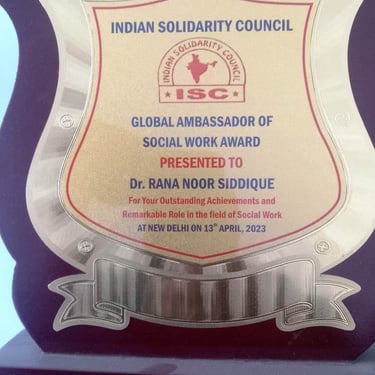 INDIAN SOLIDARITY COUNCIL
INDIAN SOLIDARITY COUNCIL
ISC
GLOBAL AMBASSADOR OF
SOCIAL WORK AWARD
PRESENTED TO
Dr. RANA NOOR SIDDIQUE
For Your Outstanding Achievements and
Remarkable Role in the field of Social Work
AT NEW DELHI ON 13th APRIL, 2023